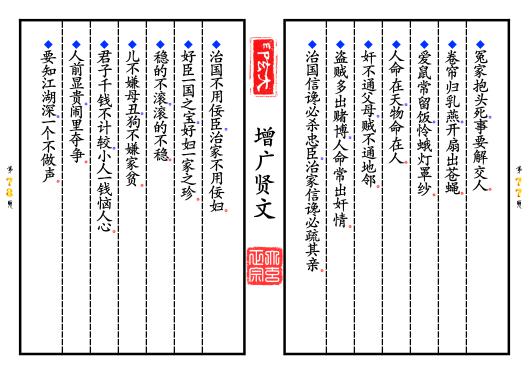 第77页
冤家抱头死。事要解交人。
卷帘归乳燕。开扇出苍蝇。
爱鼠常留饭。怜蛾灯罩纱。
人命在天。物命在人。
奸不通父母。贼不通地邻。
盗贼多出赌博。人命常出奸情。
治国信谗必杀忠臣。治家信谗必疏其亲。
增广贤文
治国不用佞臣。治家不用佞妇。
好臣一国之宝。好妇一家之珍。
稳的不滚。滚的不稳。
儿不嫌母丑。狗不嫌家贫。
君子千钱不计较。小人一钱恼人心。
人前显贵。闹里夺争。
要知江湖深。一个不做声。
第78页